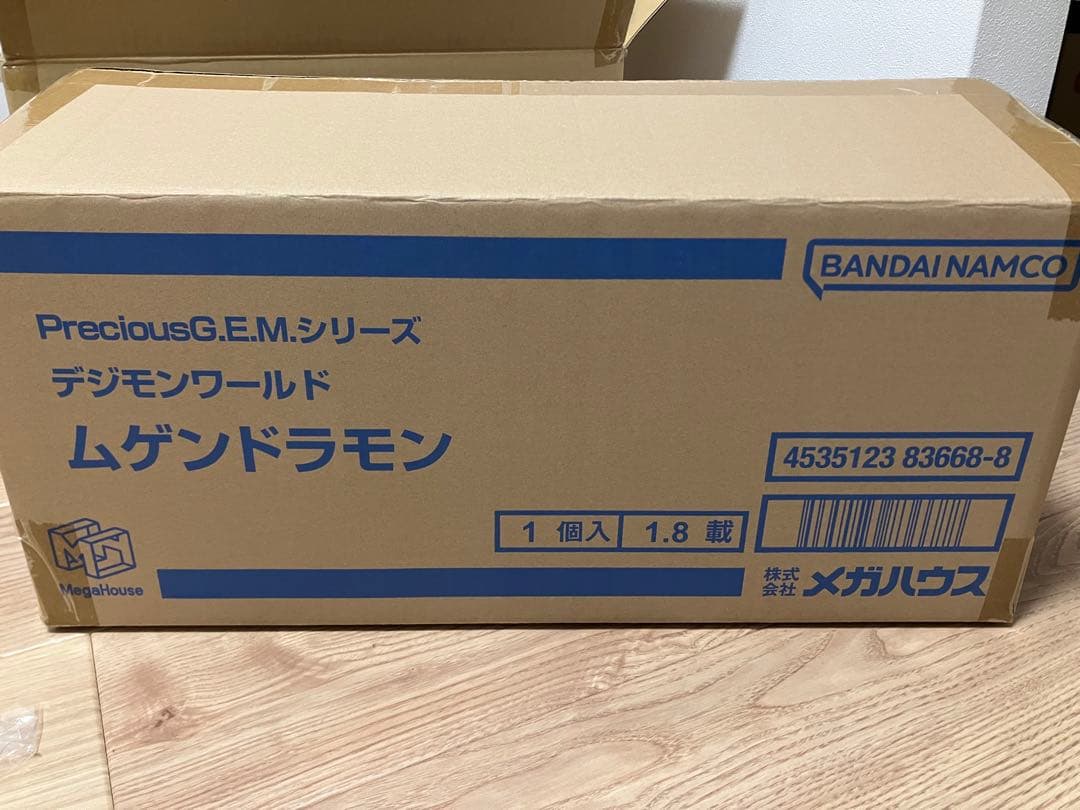 BANDAI NAMCO
PreciousG.E.M.シリーズ
デジモンワールド
ムゲンドラモン
4535123 83668-8
1 個入 1.8 載
MegaHouse
株式会社 メガハウス